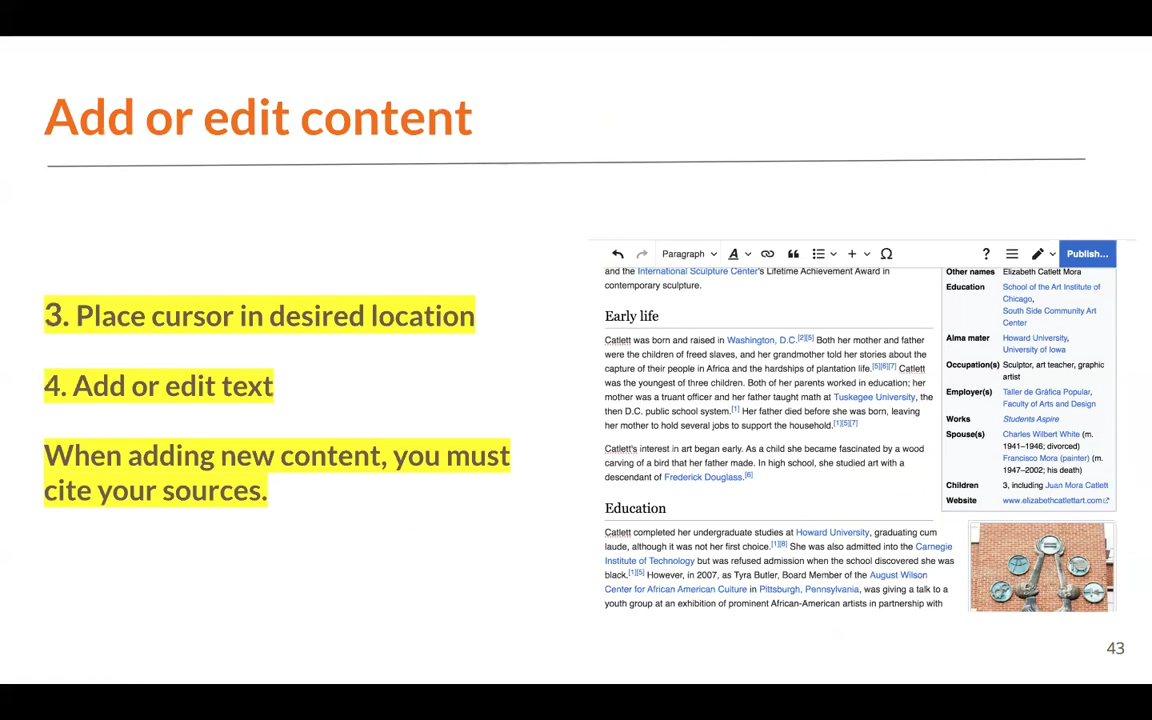 Add or edit content
3. Place cursor in desired location
4. Add or edit text
When adding new content, you must
cite your sources.
Paragraph
A
Ω
?
Publish...
and the International Sculpture Center's Lifetime Achievement Award in
contemporary sculpture.
Early life
Catlett was born and raised in Washington, D.C.[2][5] Both her mother and father
were the children of freed slaves, and her grandmother told her stories about the
capture of their people in Africa and the hardships of plantation life.[5][6][7] Catlett
was the youngest of three children. Both of her parents worked in education; her
mother was a truant officer and her father taught math at Tuskegee University, the
then D.C. public school system.[1] Her father died before she was born, leaving
her mother to hold several jobs to support the household.[1][5][7]
Catlett's interest in art began early. As a child she became fascinated by a wood
carving of a bird that her father made. In high school, she studied art with a
descendant of Frederick Douglass.[6]
Education
Catlett completed her undergraduate studies at Howard University, graduating cum
laude, although it was not her first choice.[1][8] She was also admitted into the Carnegie
Institute of Technology but was refused admission when the school discovered she was
black.[1][5] However, in 2007, as Tyra Butler, Board Member of the August Wilson
Center for African American Culture in Pittsburgh, Pennsylvania, was giving a talk to a
youth group at an exhibition of prominent African-American artists in partnership with
Other names Elizabeth Catlett Mora
Education School of the Art Institute of
Chicago,
South Side Community Art
Center
Alma mater Howard University,
University of Iowa
Occupation(s) Sculptor, art teacher, graphic
artist
Employer(s) Taller de Gráfica Popular,
Faculty of Arts and Design
Works Students Aspire
Spouse(s) Charles Wilbert White (m.
1941–1946; divorced)
Francisco Mora (painter) (m.
1947–2002; his death)
Children 3, including Juan Mora Catlett
Website www.elizabethcatlettart.com
43